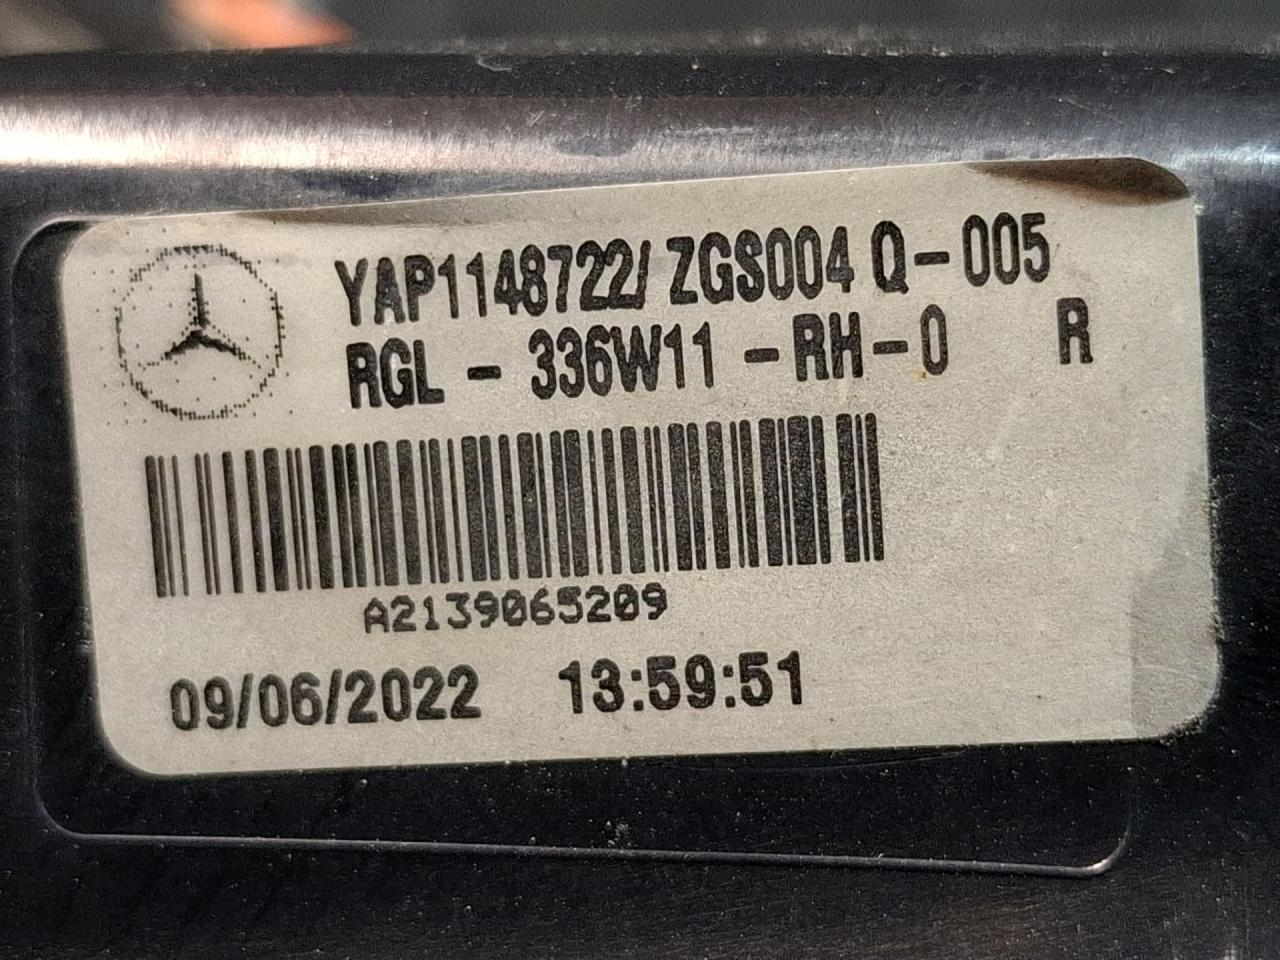 YAP1148722/ ZGS004 Q-005
RGL - 336W11 -RH-0 R
A2139065209
09/06/2022 13:59:51